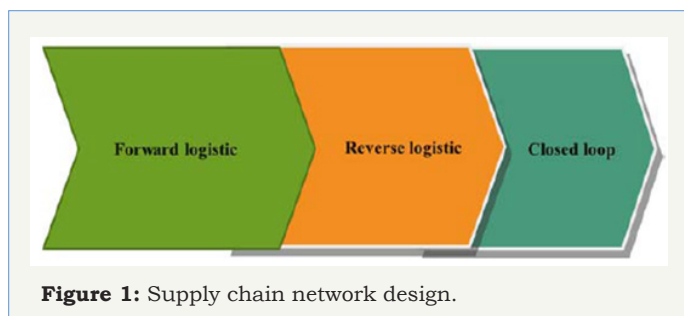 Forward logistic
Reverse logistic
Closed loop
Figure 1: Supply chain network design.